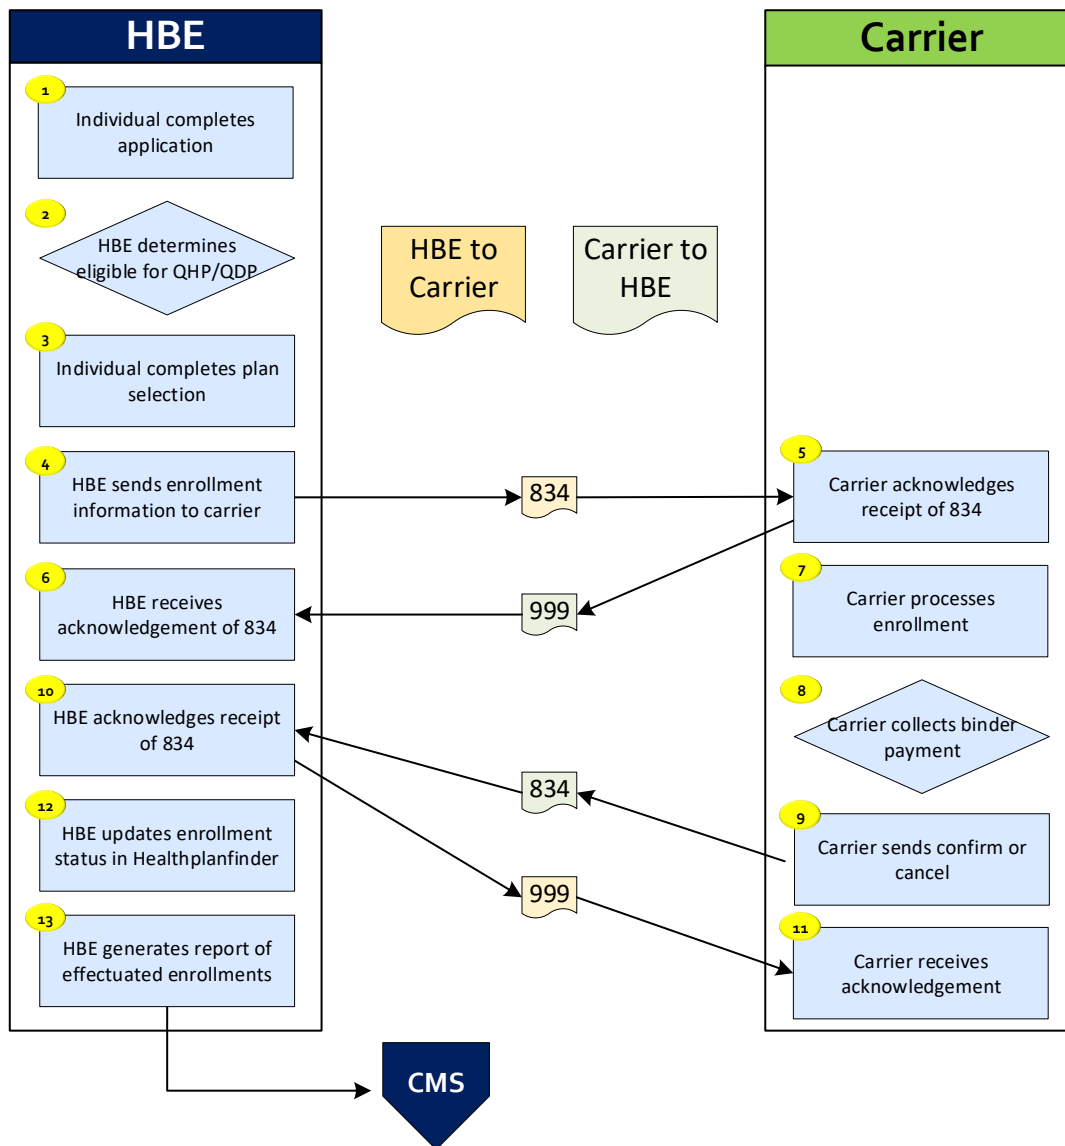 HBE
Carrier
1
Individual completes
application
2
HBE determines
eligible for QHP/QDP
HBE to
Carrier
Carrier to
HBE
3
Individual completes plan
selection
4
HBE sends enrollment
information to carrier
834
5
Carrier acknowledges
receipt of 834
6
HBE receives
acknowledgement of 834
999
7
Carrier processes
enrollment
10
HBE acknowledges receipt
of 834
8
Carrier collects binder
payment
834
12
HBE updates enrollment
status in Healthplanfinder
9
Carrier sends confirm or
cancel
999
13
HBE generates report of
effectuated enrollments
11
Carrier receives
acknowledgement
CMS